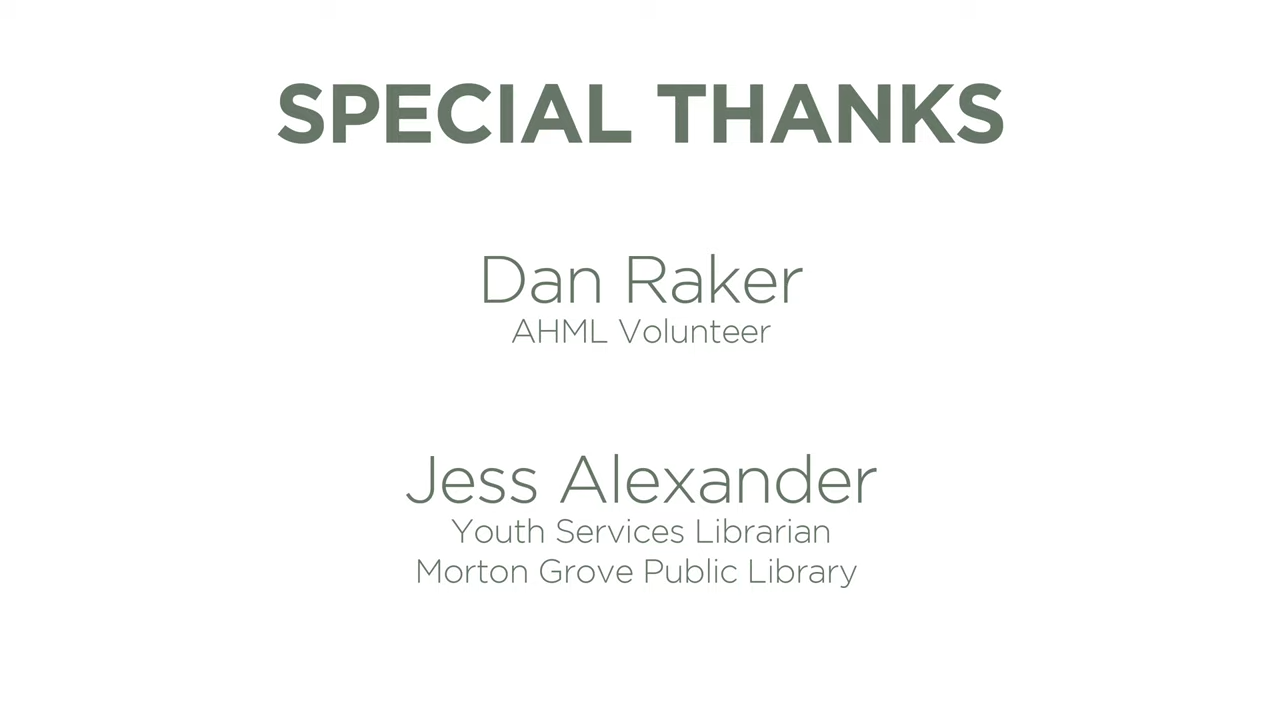 SPECIAL THANKS
Dan Raker
AHML Volunteer
Jess Alexander
Youth Services Librarian
Morton Grove Public Library